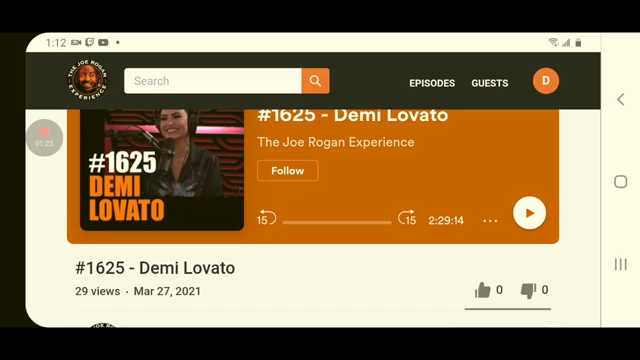 1:12
THE JOE ROGAN EXPERIENCE
Search
EPISODES
GUESTS
D
01:23
#1625 - Demi Lovato
The Joe Rogan Experience
Follow
#1625
DEMI
LOVATO
15
15
2:29:14
#1625 - Demi Lovato
29 views • Mar 27, 2021
0
0